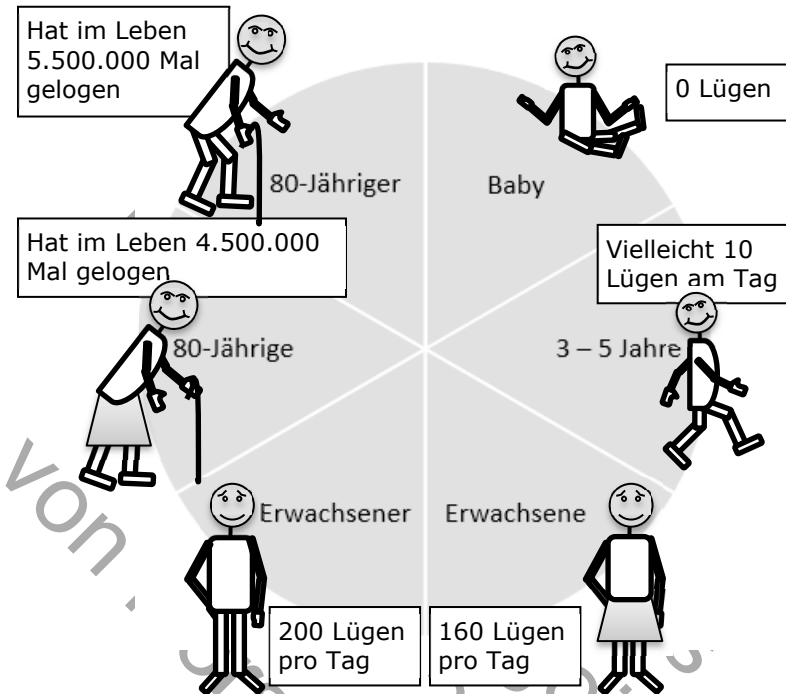 Hat im Leben
5.500.000 Mal
gelogen
0 Lügen
80-Jähriger
Baby
Hat im Leben 4.500.000
Mal gelogen
Vielleicht 10
Lügen am Tag
80-Jährige
3 – 5 Jahre
von
Erwachsener
Erwachsene
200 Lügen
pro Tag
160 Lügen
pro Tag